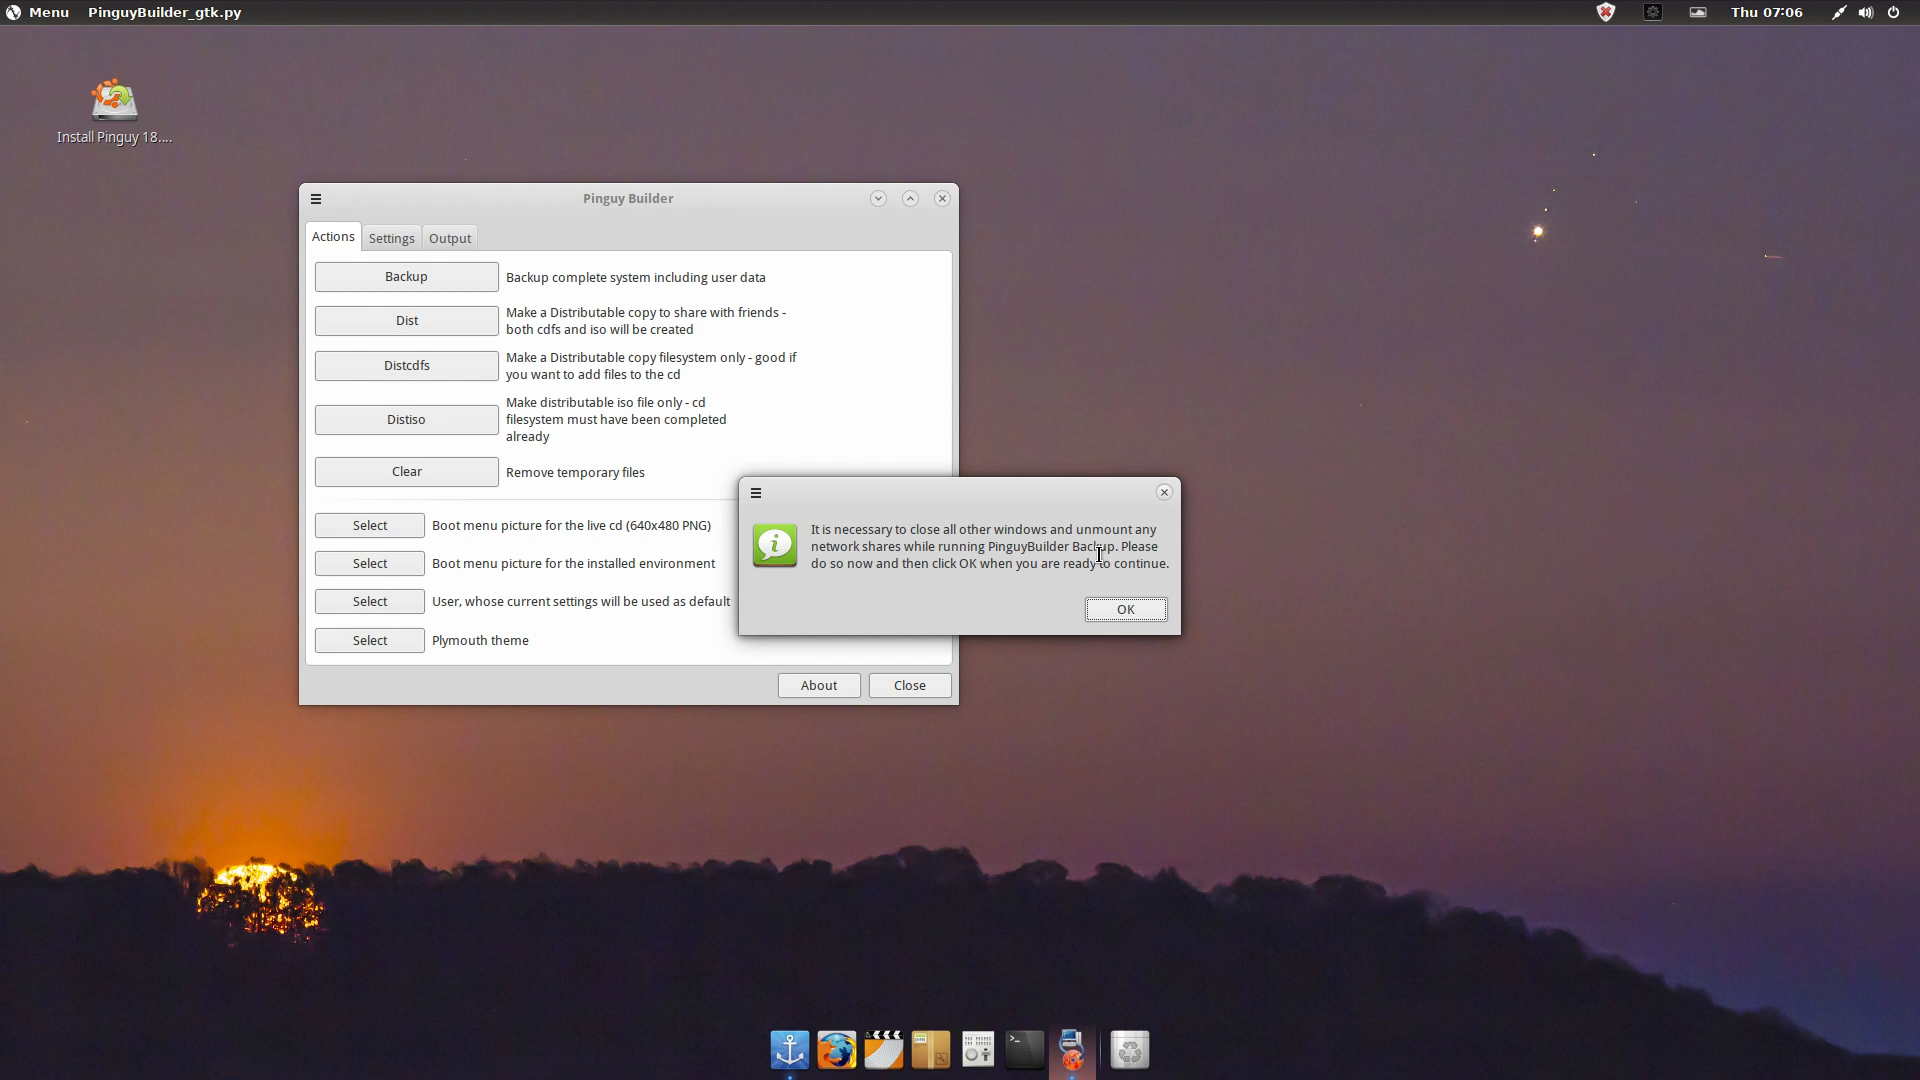 Menu PinguyBuilder_gtk.py Thu 07:06
Install Pinguy 18....
Pinguy Builder
Actions Settings Output
Backup Backup complete system including user data
Dist Make a Distributable copy to share with friends -
both cdfs and iso will be created
Distcdfs Make a Distributable copy filesystem only - good if
you want to add files to the cd
Distiso Make distributable iso file only - cd
filesystem must have been completed
already
Clear Remove temporary files
Select Boot menu picture for the live cd (640x480 PNG)
Select Boot menu picture for the installed environment
Select User, whose current settings will be used as default
Select Plymouth theme
About Close
It is necessary to close all other windows and unmount any
network shares while running PinguyBuilder Backup. Please
do so now and then click OK when you are ready to continue.
OK
>_